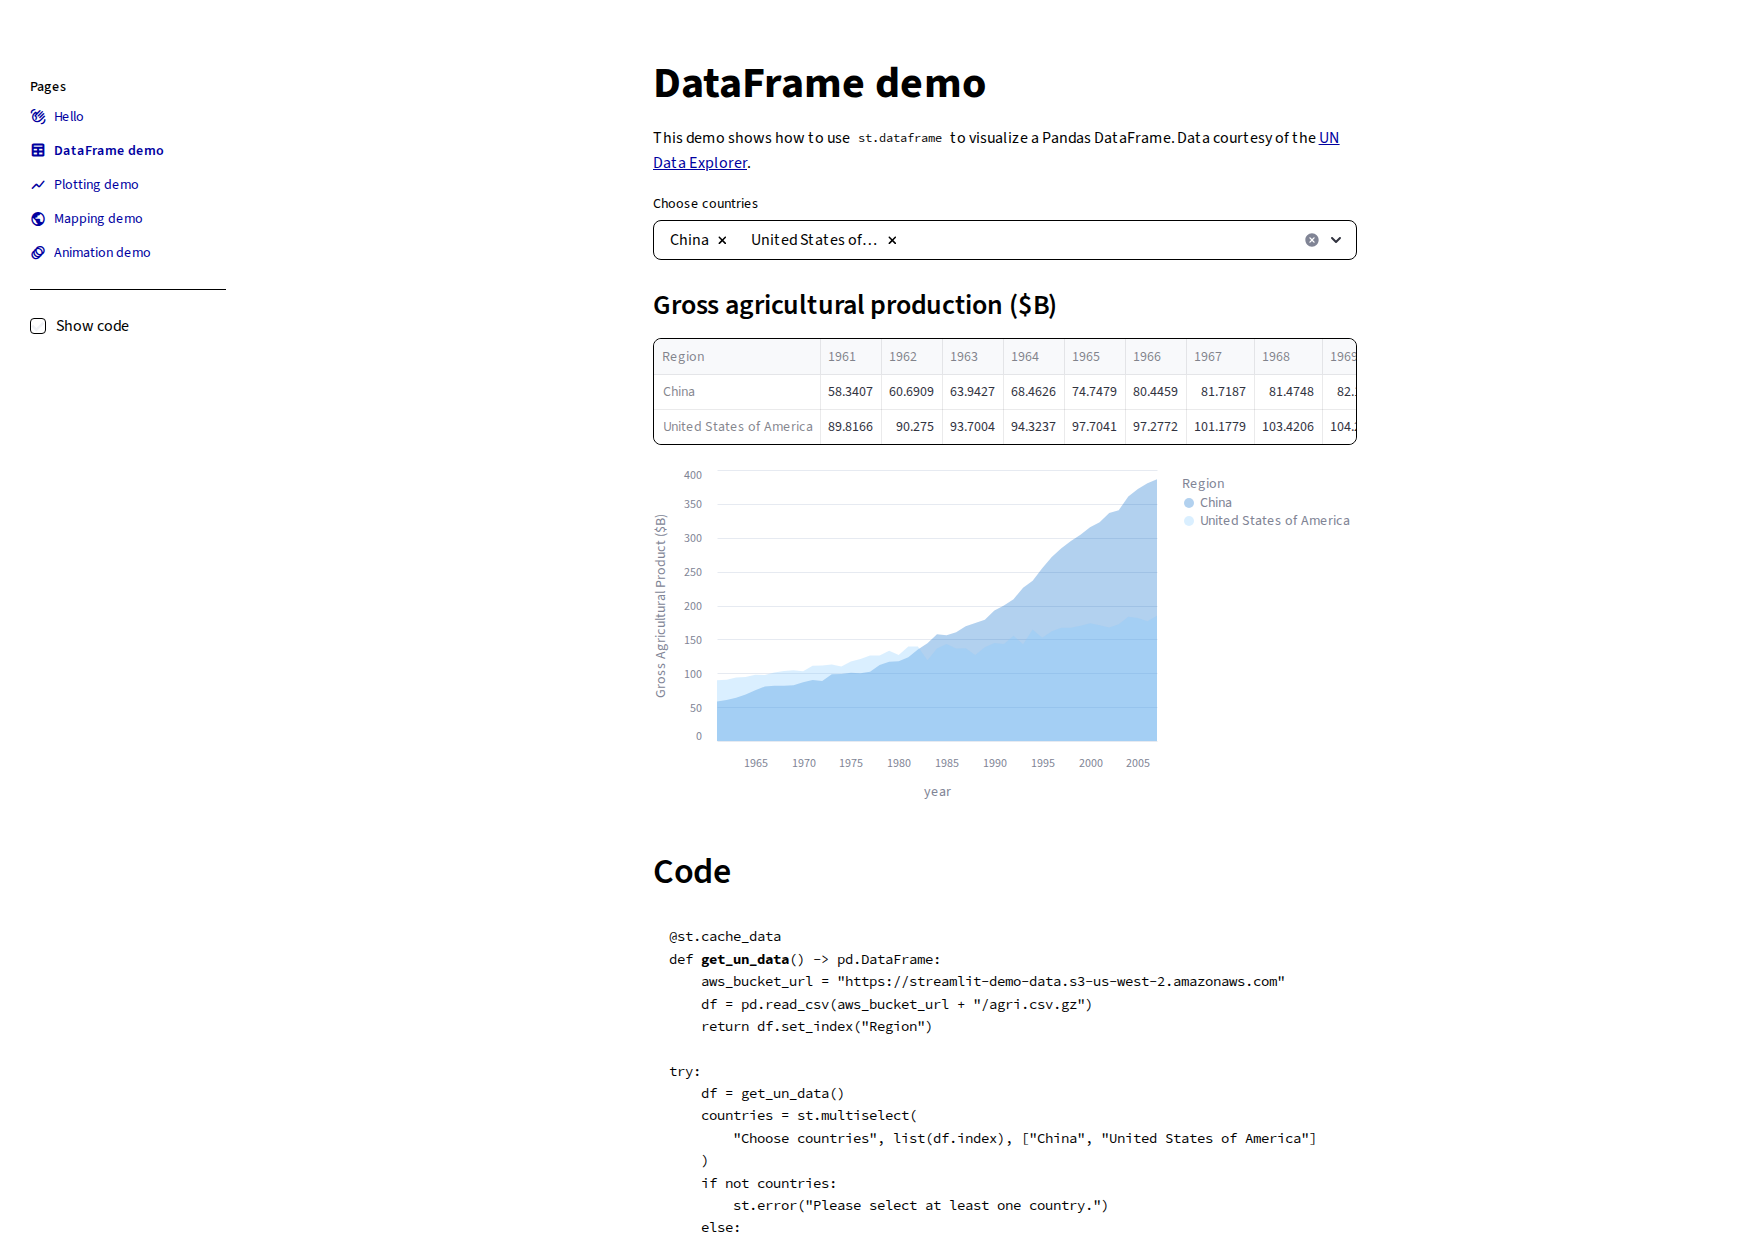 Pages
Hello
DataFrame demo
Plotting demo
Mapping demo
Animation demo
Show code
DataFrame demo
This demo shows how to use st.dataframe to visualize a Pandas DataFrame. Data courtesy of the UN
Data Explorer.
Choose countries
China United States of...
Gross agricultural production ($B)
Region 1961 1962 1963 1964 1965 1966 1967 1968 1969
China 58.3407 60.6909 63.9427 68.4626 74.7479 80.4459 81.7187 81.4748 82.
United States of America 89.8166 90.275 93.7004 94.3237 97.7041 97.2772 101.1779 103.4206 104.
Gross Agricultural Product ($B)
400
350
300
250
200
150
100
50
0
1965 1970 1975 1980 1985 1990 1995 2000 2005
year
Region
China
United States of America
Code
@st.cache_data
def get_un_data() -> pd.DataFrame:
    aws_bucket_url = "https://streamlit-demo-data.s3-us-west-2.amazonaws.com"
    df = pd.read_csv(aws_bucket_url + "/agri.csv.gz")
    return df.set_index("Region")
try:
    df = get_un_data()
    countries = st.multiselect(
        "Choose countries", list(df.index), ["China", "United States of America"]
    )
    if not countries:
        st.error("Please select at least one country.")
    else: